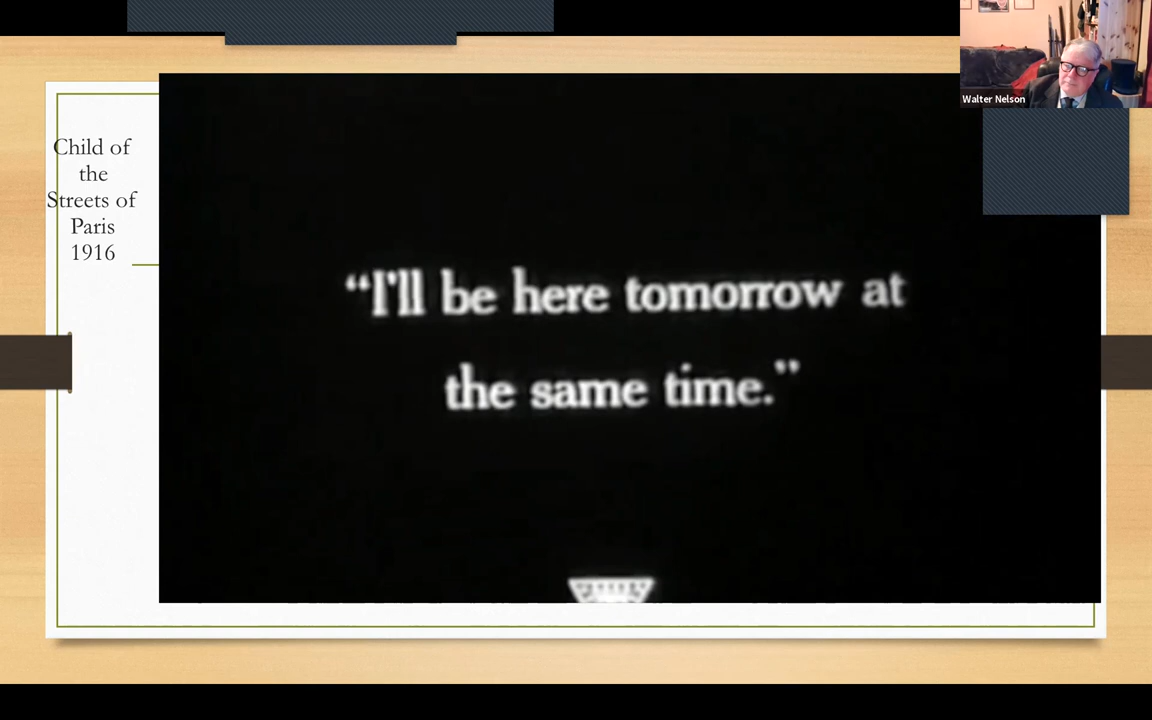 Child of
the
Streets of
Paris
1916
“I'll be here tomorrow at
the same time.”
Walter Nelson